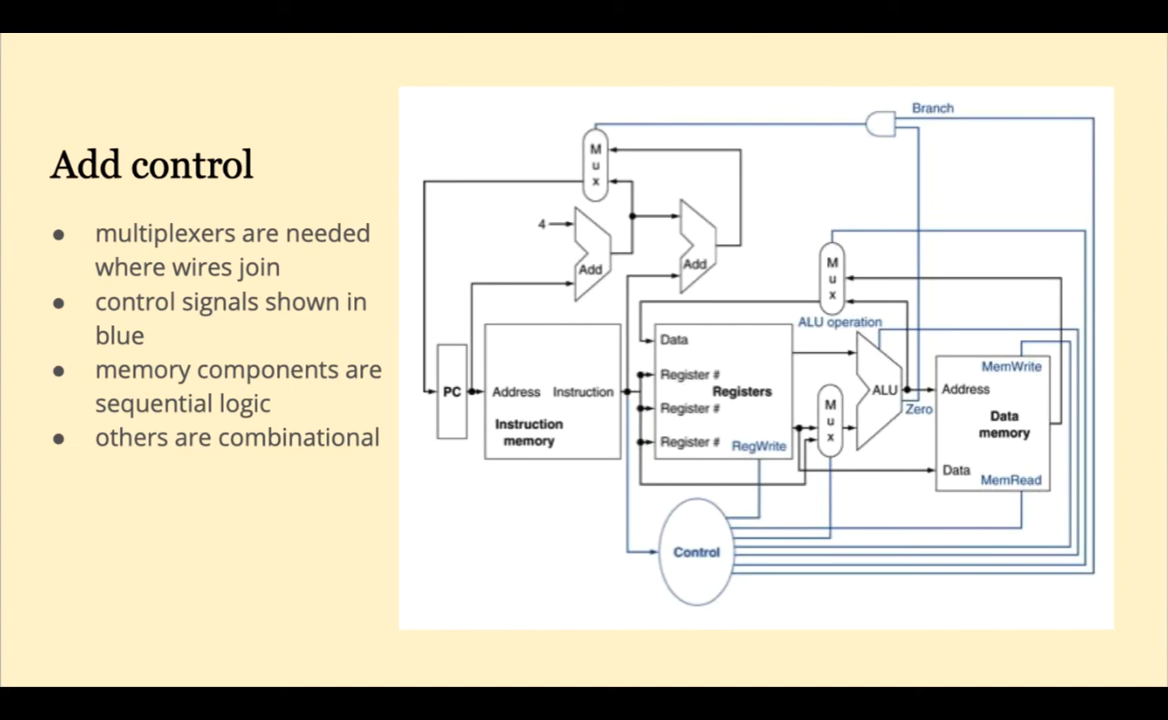 Add control
multiplexers are needed
where wires join
control signals shown in
blue
memory components are
sequential logic
others are combinational
Branch
M
u
x
4
Add
Add
M
u
x
ALU operation
Data
Register #
Registers
Register #
Register #
RegWrite
PC
Address
Instruction
Instruction
memory
M
u
x
ALU
Zero
MemWrite
Address
Data
memory
Data
MemRead
Control